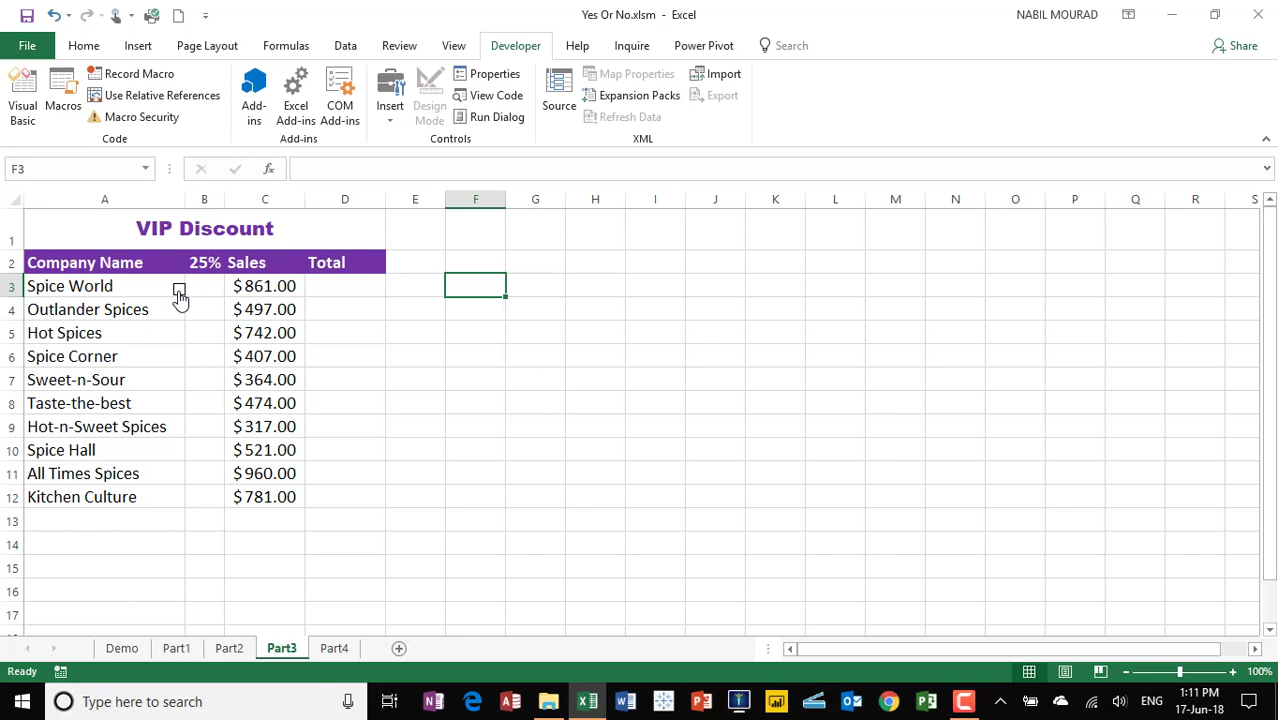 Yes Or No.xlsm - Excel
NABIL MOURAD
File Home Insert Page Layout Formulas Data Review View Developer Help Inquire Power Pivot Search Share
Visual Basic
Macros
Record Macro
Use Relative References
Macro Security
Code
Add-ins
Excel Add-ins
COM Add-ins
Add-ins
Insert
Design Mode
Properties
View Code
Run Dialog
Controls
Source
Map Properties
Expansion Packs
Refresh Data
Import
Export
XML
F3
fx
A B C D E F G H I J K L M N O P Q R S
1 VIP Discount
2 Company Name 25% Sales Total
3 Spice World $861.00
4 Outlander Spices $497.00
5 Hot Spices $742.00
6 Spice Corner $407.00
7 Sweet-n-Sour $364.00
8 Taste-the-best $474.00
9 Hot-n-Sweet Spices $317.00
10 Spice Hall $521.00
11 All Times Spices $960.00
12 Kitchen Culture $781.00
13
14
15
16
17
Demo Part1 Part2 Part3 Part4
Ready
100%
Type here to search
ENG
1:11 PM
17-Jun-18